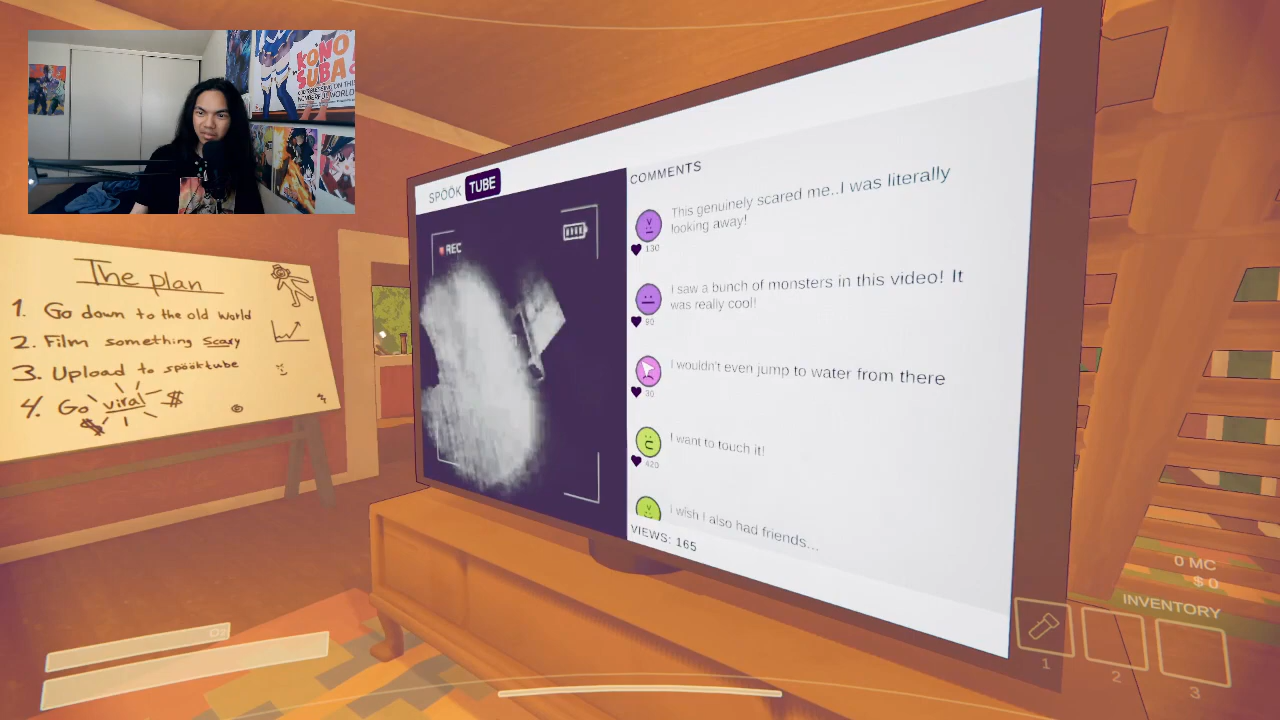 KONO
SUBA
SPÖÖK TUBE
COMMENTS
This genuinely scared me..I was literally
looking away!
130
REC
I saw a bunch of monsters in this video! It
was really cool!
90
I wouldn't even jump to water from there
30
I want to touch it!
420
I wish I also had friends...
VIEWS: 165
The plan
1. Go down to the old world
2. Film something Scary
3. Upload to spööktube
4. Go viral $
$
0 MC
$ 0
INVENTORY
1
2
3